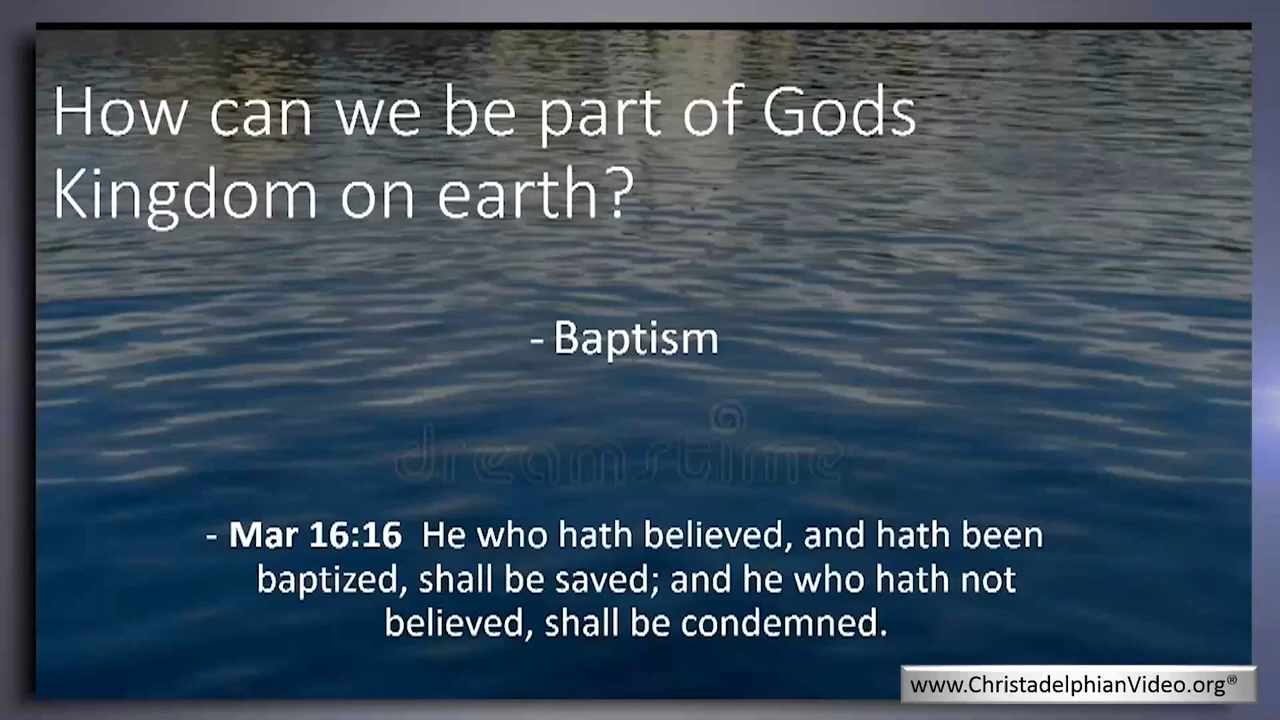 How can we be part of Gods
Kingdom on earth?
- Baptism
dreamstime
- Mar 16:16  He who hath believed, and hath been
baptized, shall be saved; and he who hath not
believed, shall be condemned.
www.ChristadelphianVideo.org®